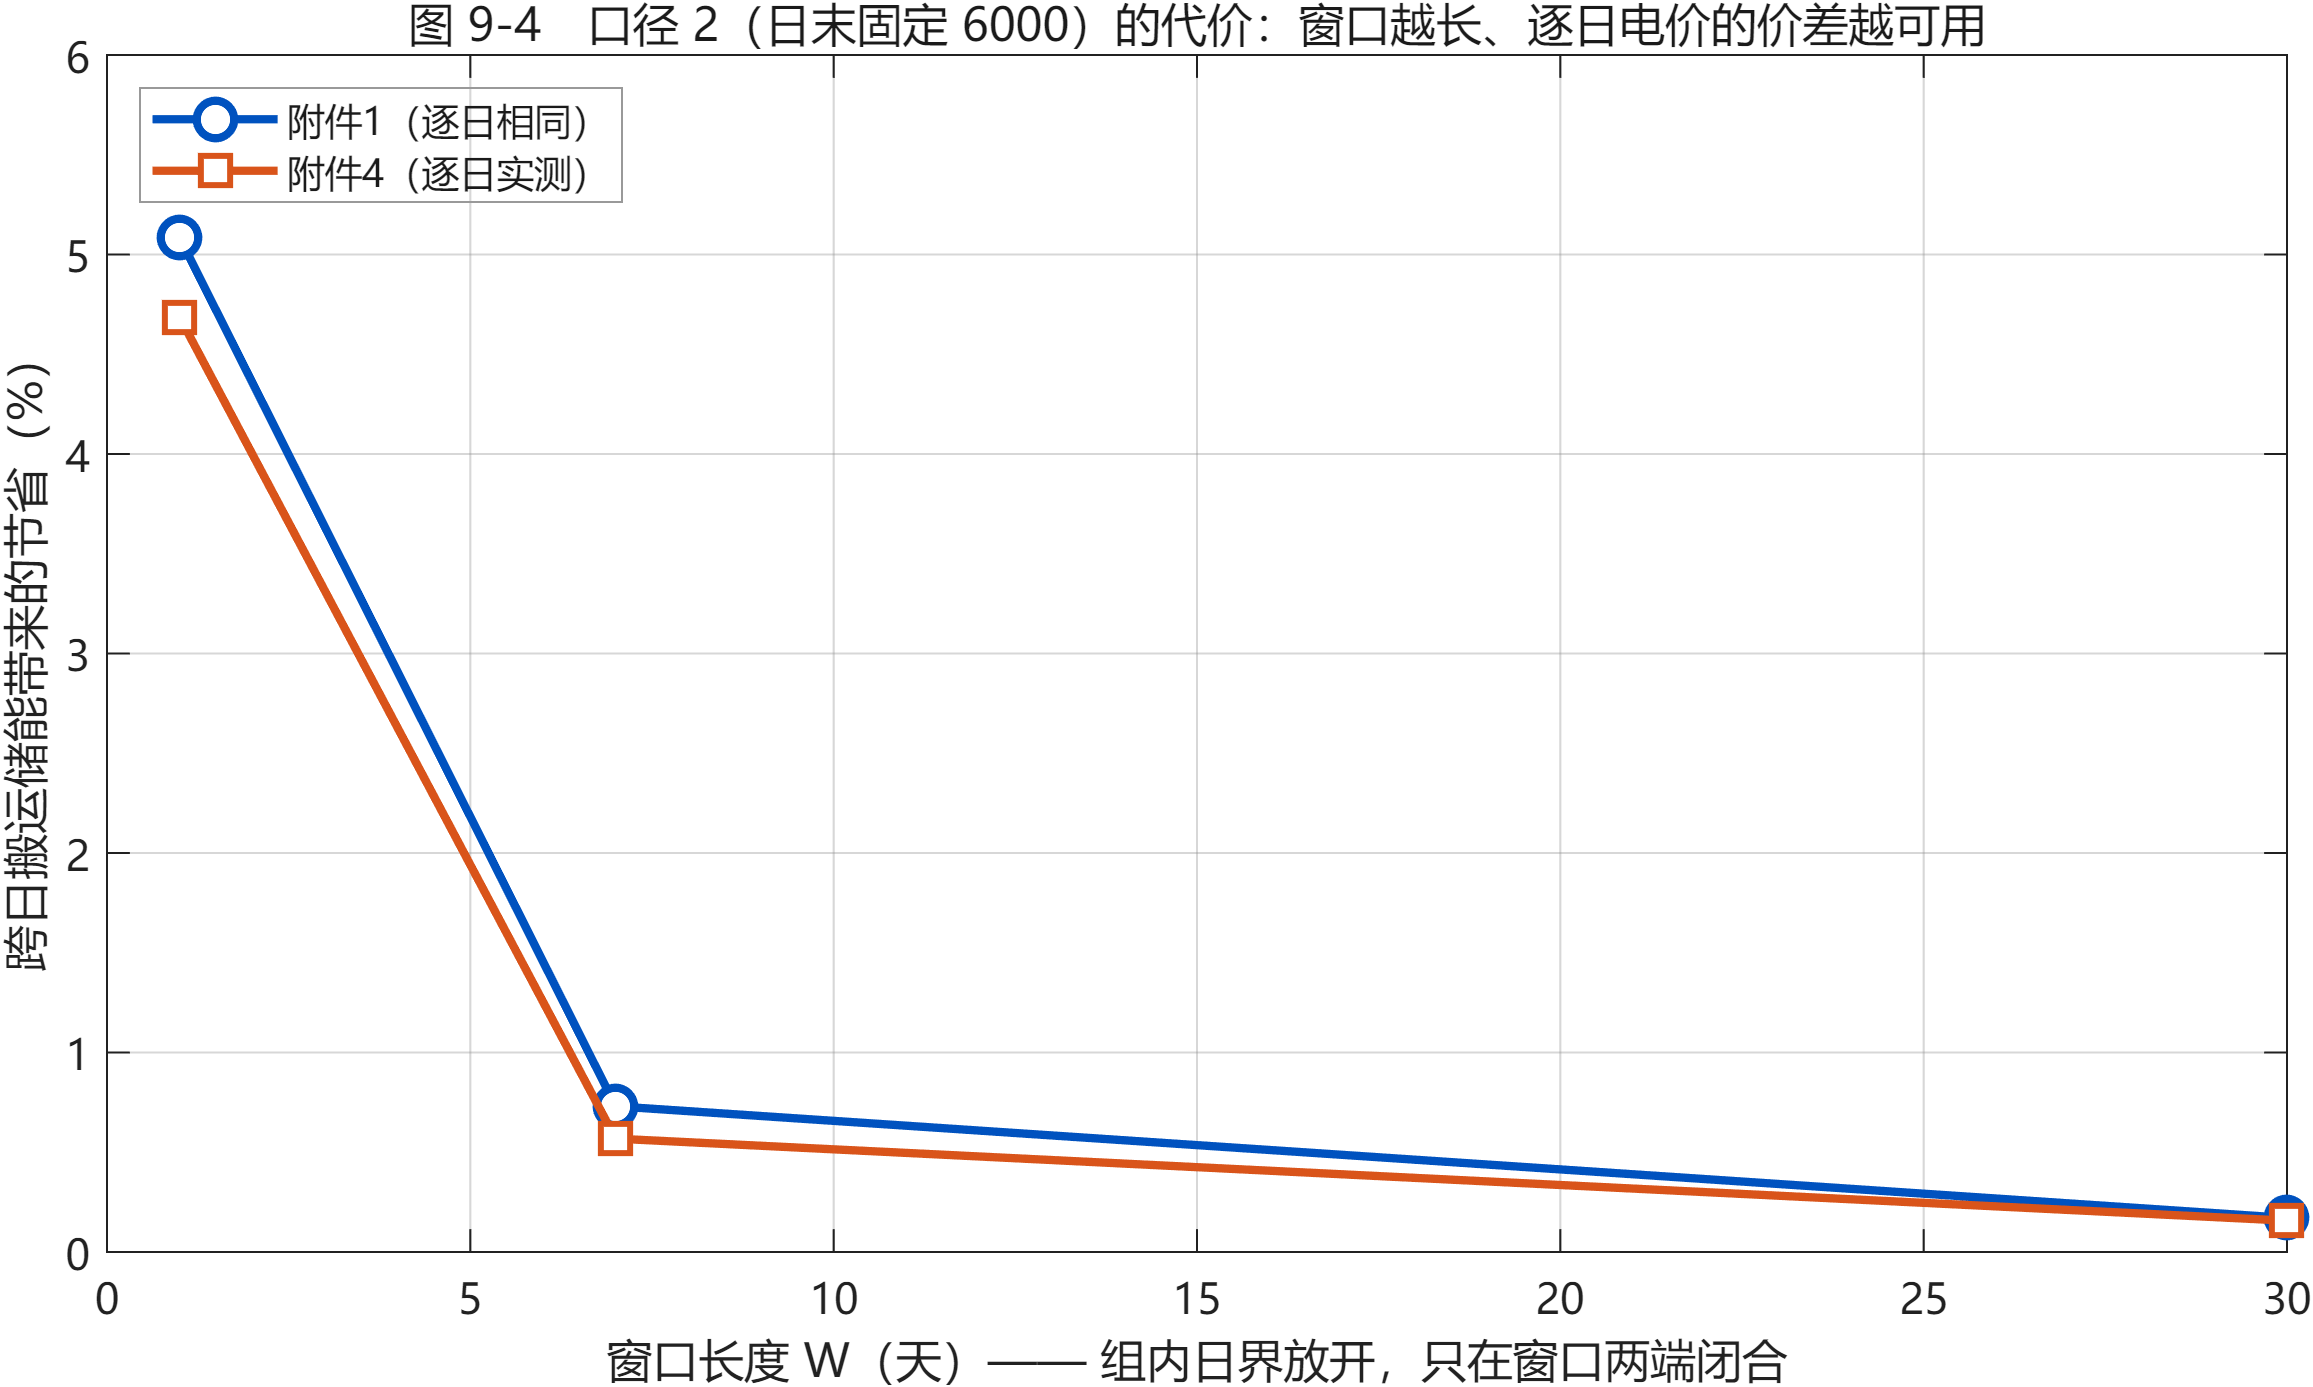 图 9-4　口径 2（日末固定 6000）的代价：窗口越长、逐日电价的价差越可用
附件1（逐日相同）
附件4（逐日实测）
跨日搬运储能带来的节省（%）
6
5
4
3
2
1
0
0 5 10 15 20 25 30
窗口长度 W（天）—— 组内日界放开，只在窗口两端闭合